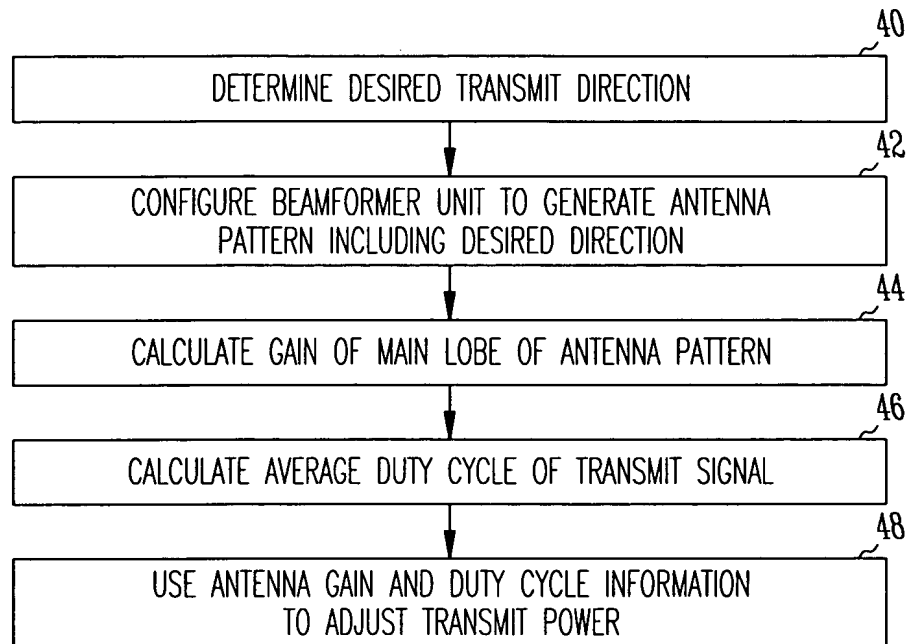 40
DETERMINE DESIRED TRANSMIT DIRECTION
42
CONFIGURE BEAMFORMER UNIT TO GENERATE ANTENNA
PATTERN INCLUDING DESIRED DIRECTION
44
CALCULATE GAIN OF MAIN LOBE OF ANTENNA PATTERN
46
CALCULATE AVERAGE DUTY CYCLE OF TRANSMIT SIGNAL
48
USE ANTENNA GAIN AND DUTY CYCLE INFORMATION
TO ADJUST TRANSMIT POWER